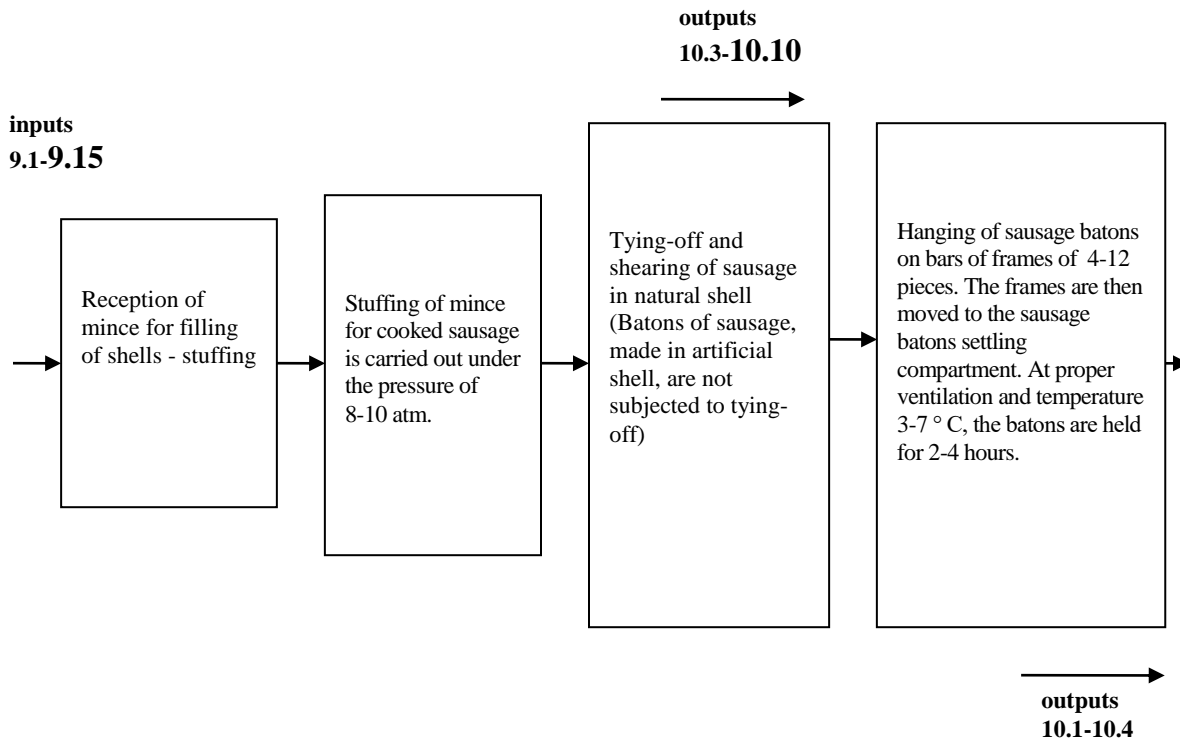 outputs
10.3-10.10
inputs
9.1-9.15
Reception of
mince for filling
of shells - stuffing
Stuffing of mince
for cooked sausage
is carried out under
the pressure of
8-10 atm.
Tying-off and
shearing of sausage
in natural shell
(Batons of sausage,
made in artificial
shell, are not
subjected to tying-
off)
Hanging of sausage batons
on bars of frames of 4-12
pieces. The frames are then
moved to the sausage
batons settling
compartment. At proper
ventilation and temperature
3-7 ° C, the batons are held
for 2-4 hours.
outputs
10.1-10.4